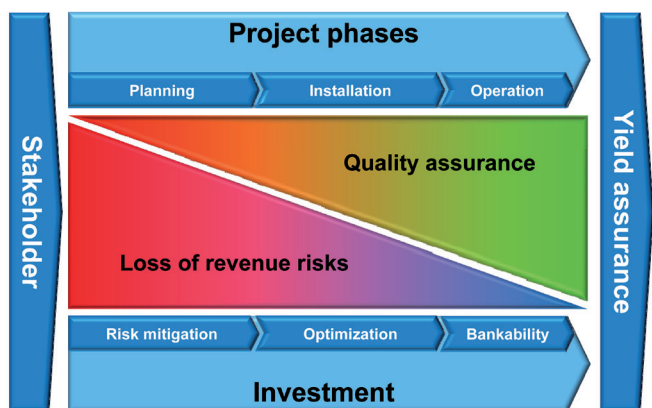 Project phases
Planning
Installation
Operation
Stakeholder
Quality assurance
Loss of revenue risks
Yield assurance
Risk mitigation
Optimization
Bankability
Investment